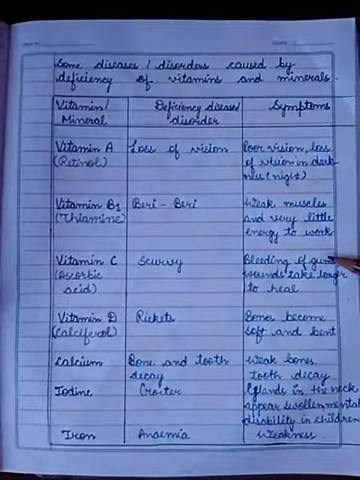 Some diseases / disorders caused by
deficiency of vitamins and minerals.
Vitamin/ Deficiency disease/ Symptoms
Mineral disorder
Vitamin A Loss of vision Poor vision, loss
(Retinol) of vision in dark-
ness (night)
Vitamin B1 Beri - Beri Weak muscles
(Thiamine) and very little
energy to work
Vitamin C Scurvy Bleeding of gums
(Ascorbic wounds take longer
acid) to heal
Vitamin D Rickets Bones become
(Calciferol) soft and bent
Calcium Bone and tooth Weak bones,
decay tooth decay
Iodine Goiter Glands in the neck
appear swollen, mental
disability in children
Iron Anaemia Weakness